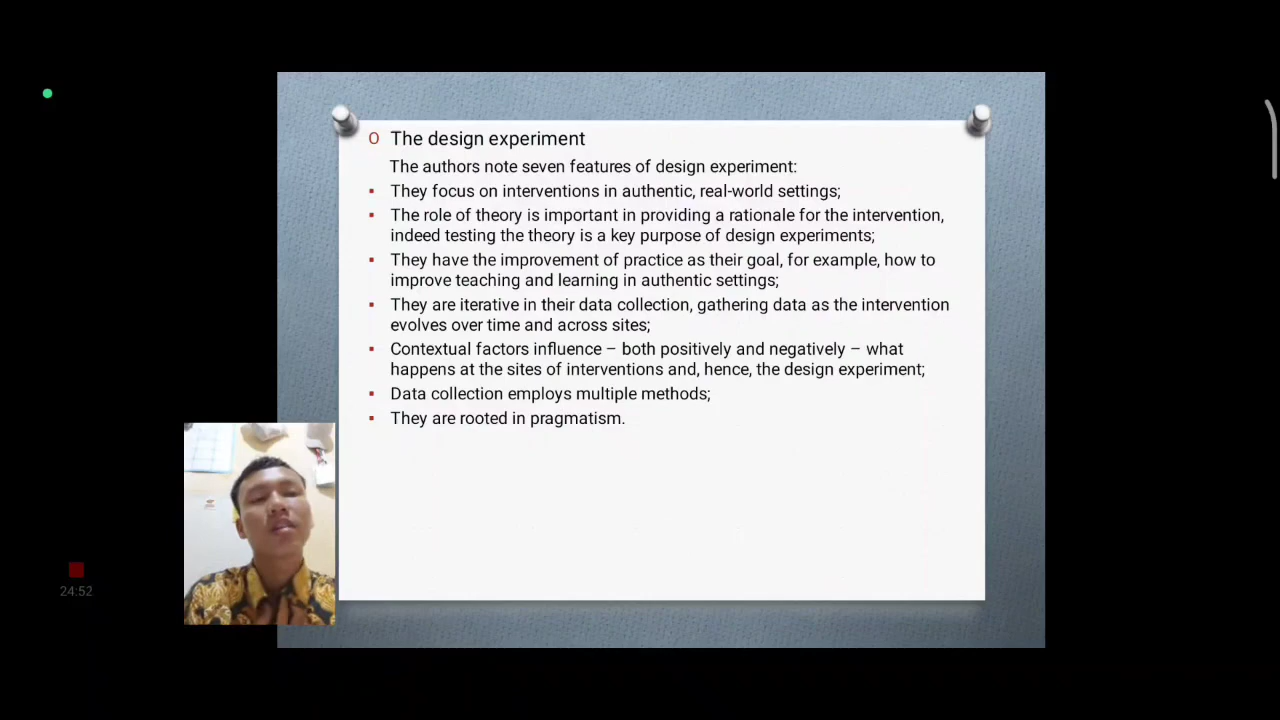 O The design experiment
The authors note seven features of design experiment:
▪ They focus on interventions in authentic, real-world settings;
▪ The role of theory is important in providing a rationale for the intervention,
indeed testing the theory is a key purpose of design experiments;
▪ They have the improvement of practice as their goal, for example, how to
improve teaching and learning in authentic settings;
▪ They are iterative in their data collection, gathering data as the intervention
evolves over time and across sites;
▪ Contextual factors influence – both positively and negatively – what
happens at the sites of interventions and, hence, the design experiment;
▪ Data collection employs multiple methods;
▪ They are rooted in pragmatism.
24:52